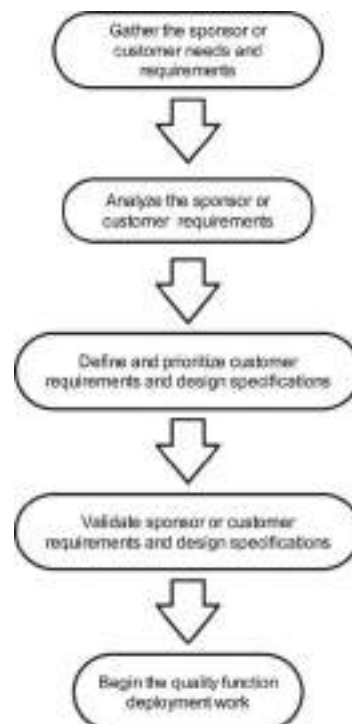 Gather the sponsor or
customer needs and
requirements
Analyze the sponsor or
customer requirements
Define and prioritize customer
requirements and design specifications
Validate sponsor or customer
requirements and design specifications
Begin the quality function
deployment work